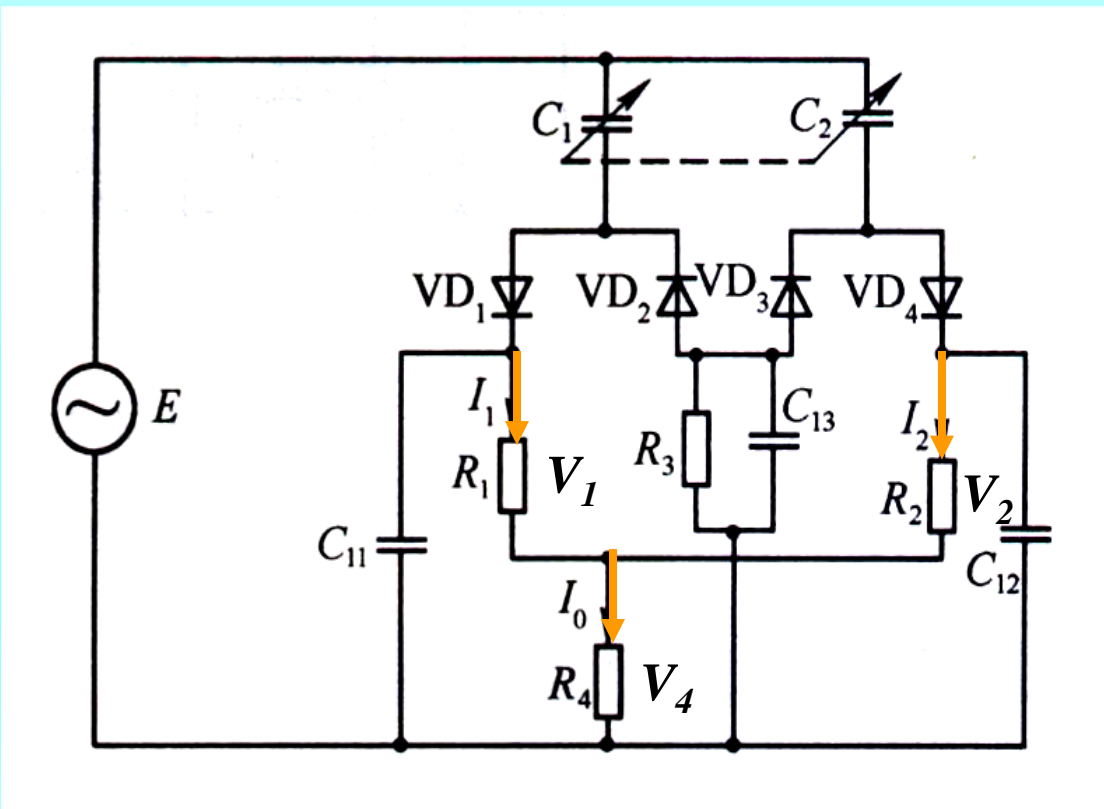 C₁
C₂
VD₁
VD₂
VD₃
VD₄
E
I₁
C₁₃
I₂
R₃
R₁
V₁
R₂
V₂
C₁₁
C₁₂
I₀
R₄
V₄